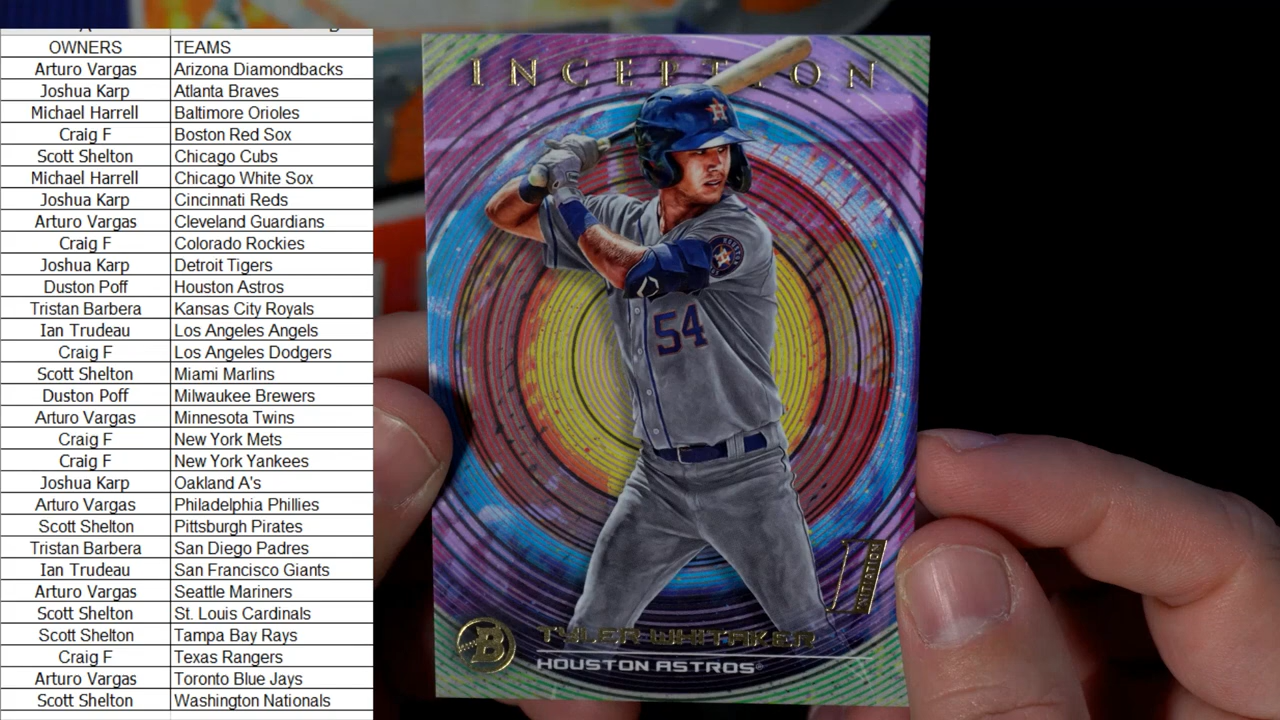 OWNERS TEAMS
Arturo Vargas Arizona Diamondbacks
Joshua Karp Atlanta Braves
Michael Harrell Baltimore Orioles
Craig F Boston Red Sox
Scott Shelton Chicago Cubs
Michael Harrell Chicago White Sox
Joshua Karp Cincinnati Reds
Arturo Vargas Cleveland Guardians
Craig F Colorado Rockies
Joshua Karp Detroit Tigers
Duston Poff Houston Astros
Tristan Barbera Kansas City Royals
Ian Trudeau Los Angeles Angels
Craig F Los Angeles Dodgers
Scott Shelton Miami Marlins
Duston Poff Milwaukee Brewers
Arturo Vargas Minnesota Twins
Craig F New York Mets
Craig F New York Yankees
Joshua Karp Oakland A's
Arturo Vargas Philadelphia Phillies
Scott Shelton Pittsburgh Pirates
Tristan Barbera San Diego Padres
Ian Trudeau San Francisco Giants
Arturo Vargas Seattle Mariners
Scott Shelton St. Louis Cardinals
Scott Shelton Tampa Bay Rays
Craig F Texas Rangers
Arturo Vargas Toronto Blue Jays
Scott Shelton Washington Nationals
INCEPTION
H
HOUSTON
54
INITIATION
B
TYLER WHITAKER
HOUSTON ASTROS